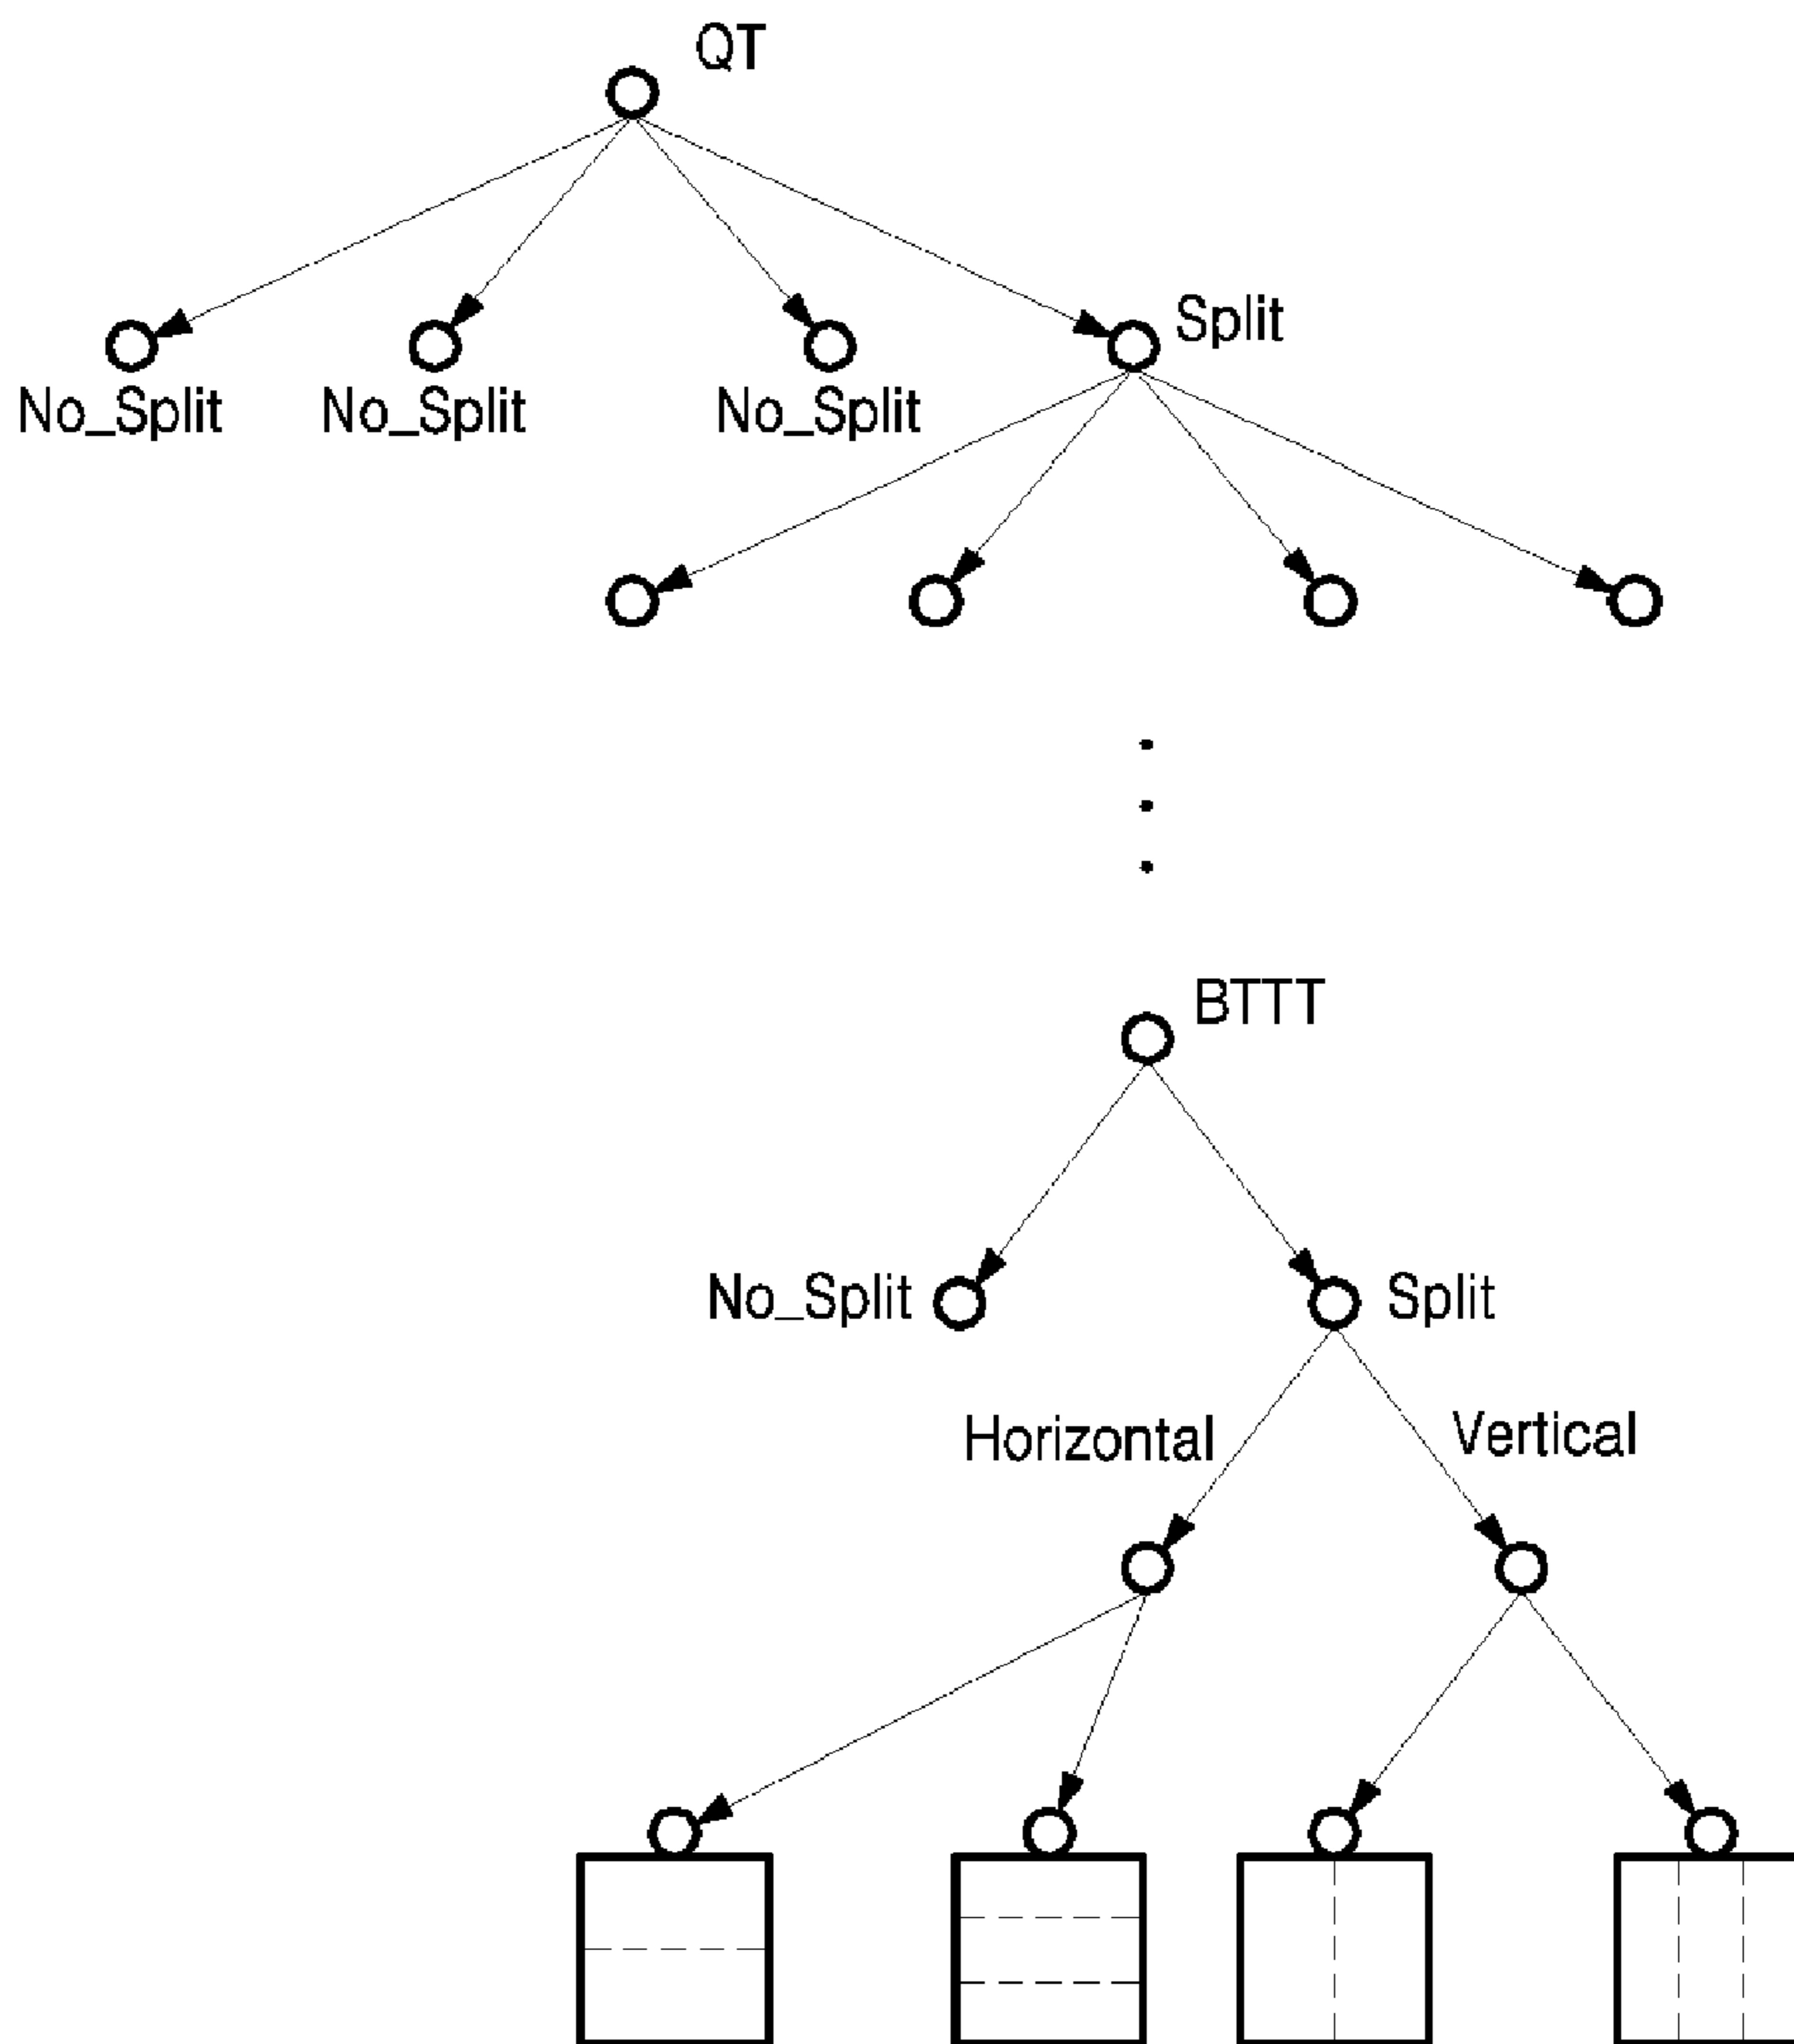 QT
Split
No_Split No_Split No_Split
BTTT
No_Split Split
Horizontal Vertical